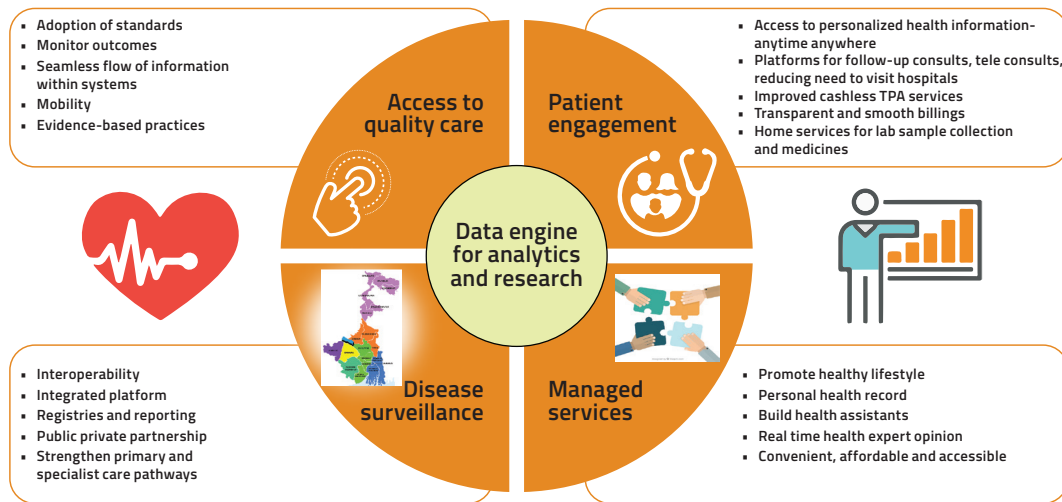 Adoption of standards
Monitor outcomes
Seamless flow of information
within systems
Mobility
Evidence-based practices
Access to
quality care
Patient
engagement
Access to personalized health information-
anytime anywhere
Platforms for follow-up consults, tele consults,
reducing need to visit hospitals
Improved cashless TPA services
Transparent and smooth billings
Home services for lab sample collection
and medicines
Data engine
for analytics
and research
Interoperability
Integrated platform
Registries and reporting
Public private partnership
Strengthen primary and
specialist care pathways
Disease
surveillance
Managed
services
Promote healthy lifestyle
Personal health record
Build health assistants
Real time health expert opinion
Convenient, affordable and accessible